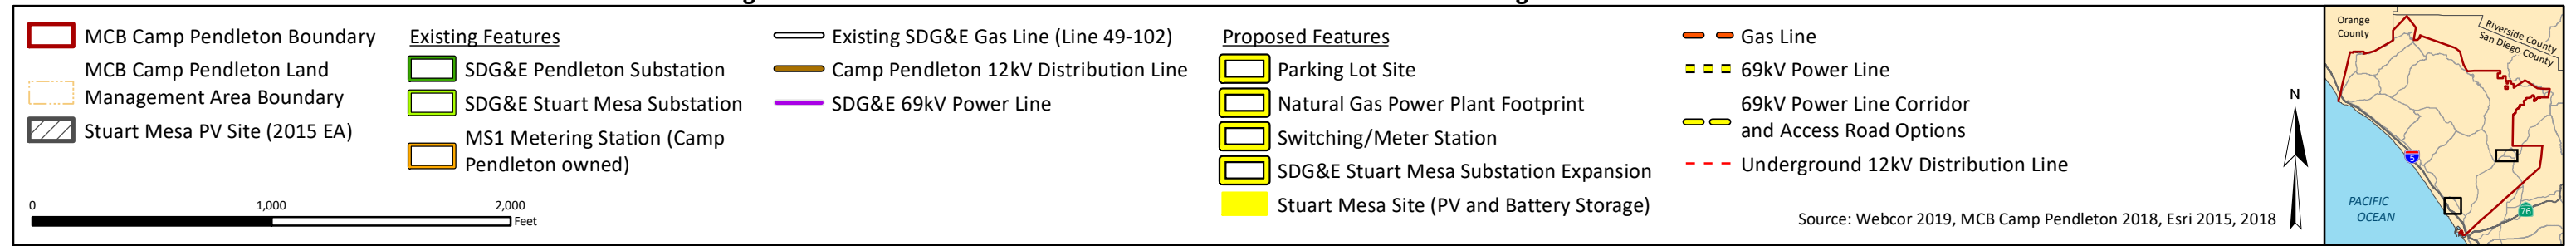 MCB Camp Pendleton Boundary
MCB Camp Pendleton Land
Management Area Boundary
Stuart Mesa PV Site (2015 EA)
0 1,000 2,000
Feet
Existing Features
SDG&E Pendleton Substation
SDG&E Stuart Mesa Substation
MS1 Metering Station (Camp
Pendleton owned)
Existing SDG&E Gas Line (Line 49-102)
Camp Pendleton 12kV Distribution Line
SDG&E 69kV Power Line
Proposed Features
Parking Lot Site
Natural Gas Power Plant Footprint
Switching/Meter Station
SDG&E Stuart Mesa Substation Expansion
Stuart Mesa Site (PV and Battery Storage)
Gas Line
69kV Power Line
69kV Power Line Corridor
and Access Road Options
Underground 12kV Distribution Line
Source: Webcor 2019, MCB Camp Pendleton 2018, Esri 2015, 2018
N
Orange
County
Riverside County
San Diego County
5
PACIFIC
OCEAN
76